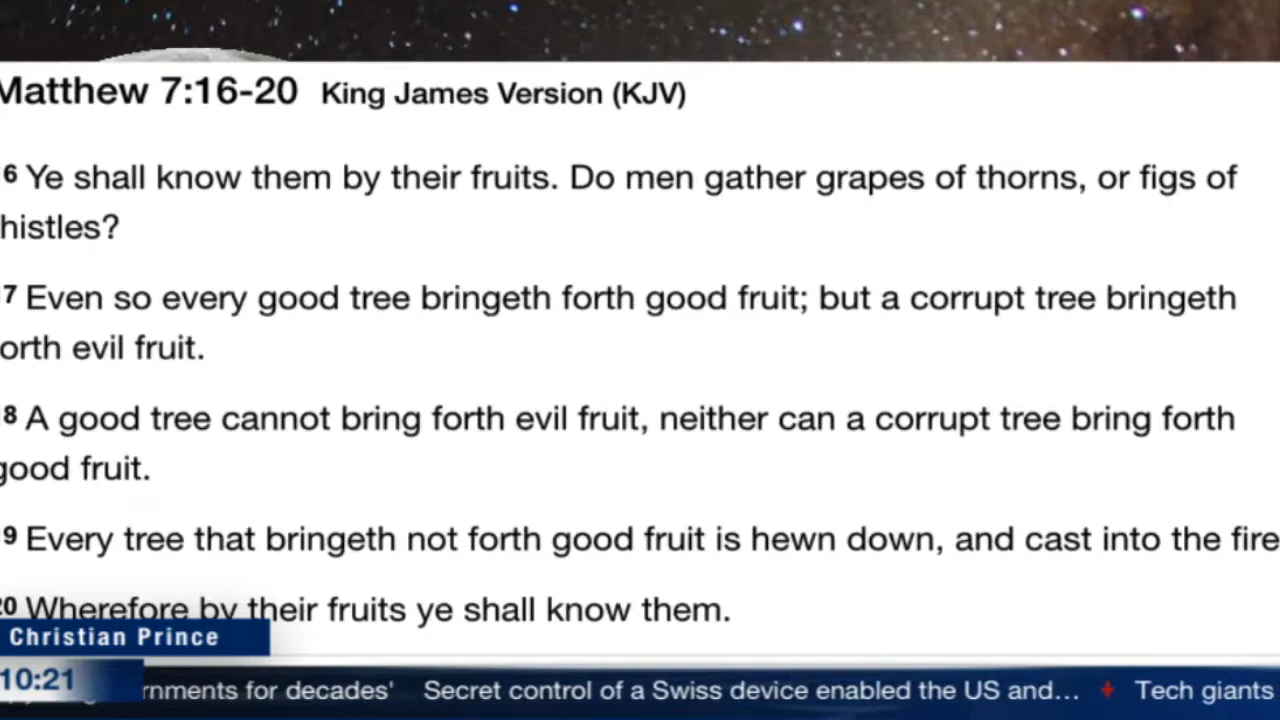 Matthew 7:16-20 King James Version (KJV)
6 Ye shall know them by their fruits. Do men gather grapes of thorns, or figs of
histles?
7 Even so every good tree bringeth forth good fruit; but a corrupt tree bringeth
orth evil fruit.
8 A good tree cannot bring forth evil fruit, neither can a corrupt tree bring forth
good fruit.
9 Every tree that bringeth not forth good fruit is hewn down, and cast into the fire
20 Wherefore by their fruits ye shall know them.
Christian Prince
10:21
rnments for decades' Secret control of a Swiss device enabled the US and... Tech giants